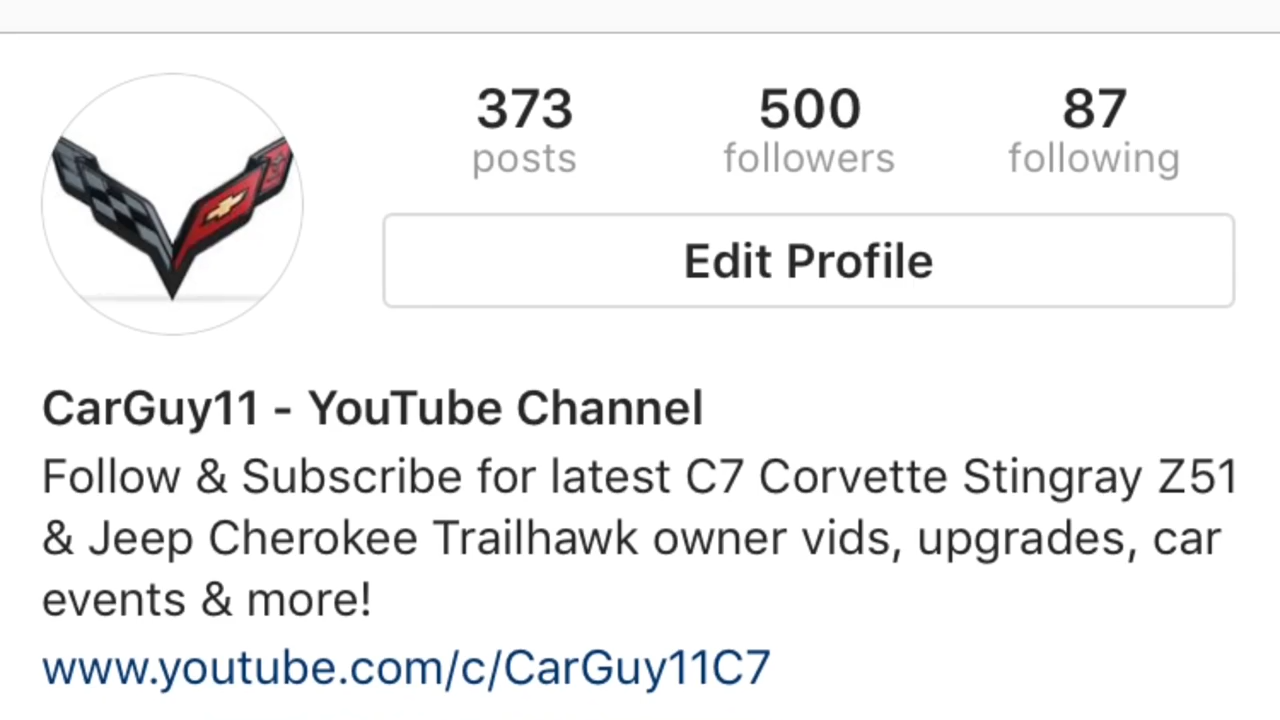 373 500 87
posts followers following
Edit Profile
CarGuy11 - YouTube Channel
Follow & Subscribe for latest C7 Corvette Stingray Z51
& Jeep Cherokee Trailhawk owner vids, upgrades, car
events & more!
www.youtube.com/c/CarGuy11C7